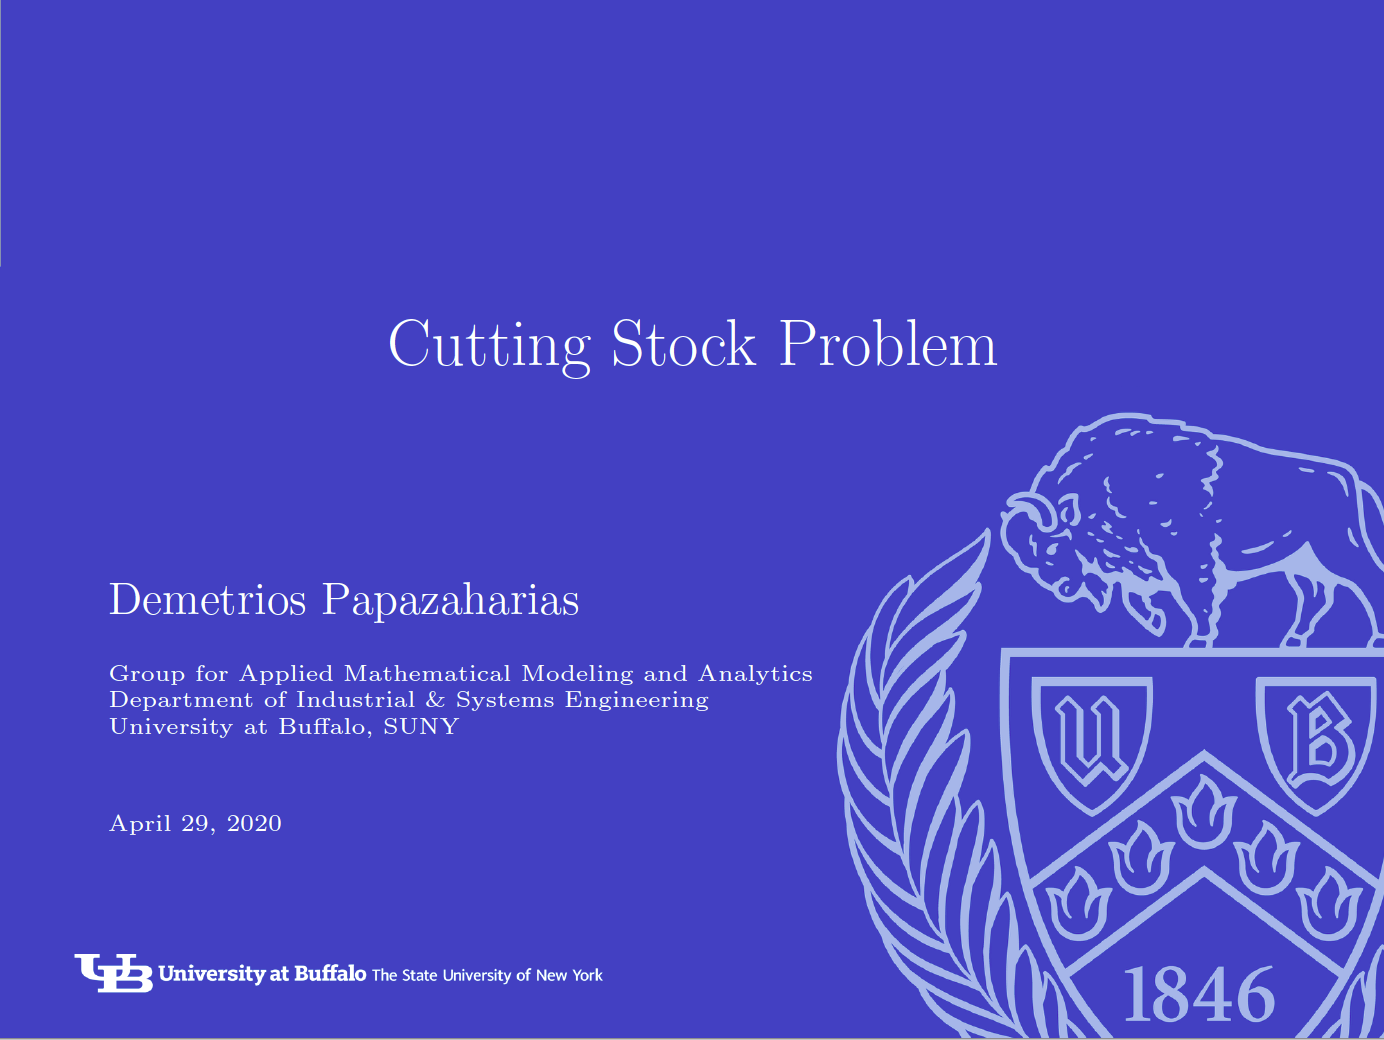 Cutting Stock Problem
Demetrios Papazaharias
Group for Applied Mathematical Modeling and Analytics
Department of Industrial & Systems Engineering
University at Buffalo, SUNY
April 29, 2020
UB University at Buffalo The State University of New York
U B
1846